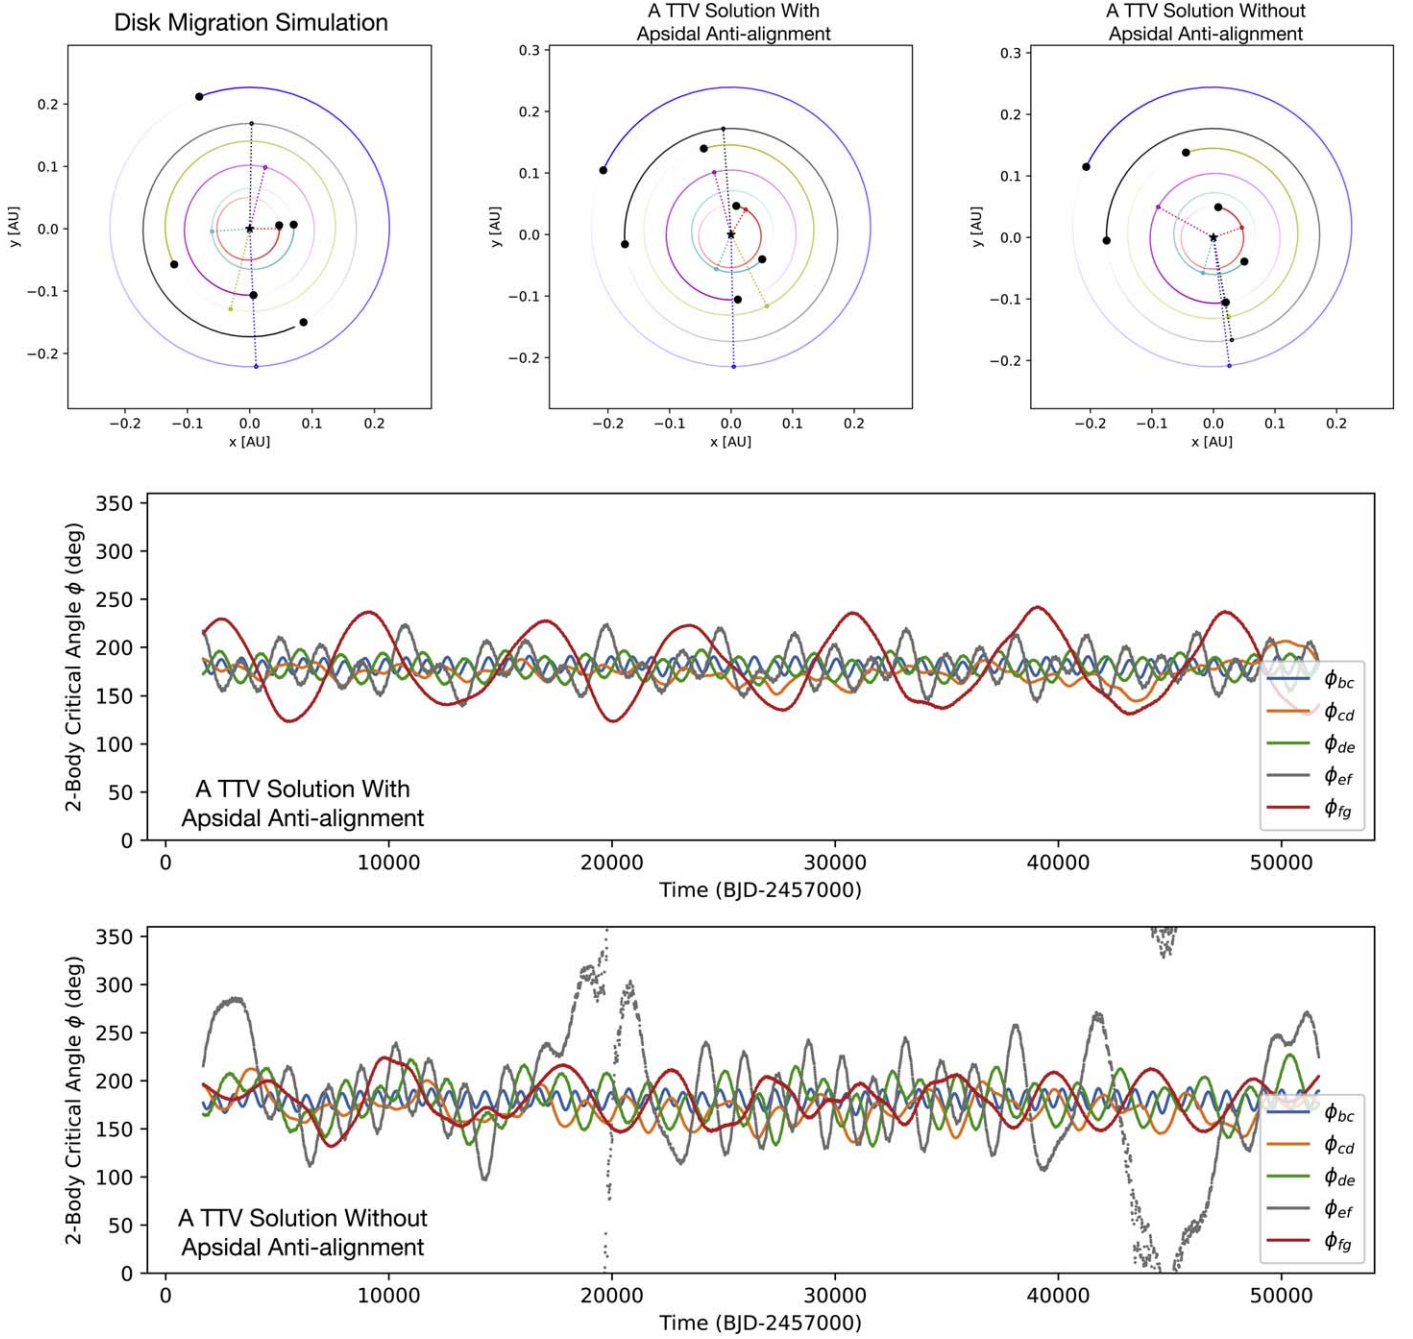 Disk Migration Simulation
A TTV Solution With
Apsidal Anti-alignment
A TTV Solution Without
Apsidal Anti-alignment
y [AU]
0.2
0.1
0.0
−0.1
−0.2
−0.2
−0.1
0.0
0.1
0.2
x [AU]
y [AU]
0.3
0.2
0.1
0.0
−0.1
−0.2
−0.2
−0.1
0.0
0.1
0.2
x [AU]
y [AU]
0.3
0.2
0.1
0.0
−0.1
−0.2
−0.2
−0.1
0.0
0.1
0.2
x [AU]
2-Body Critical Angle ϕ (deg)
350
300
250
200
150
100
50
0
A TTV Solution With
Apsidal Anti-alignment
ϕbc
ϕcd
ϕde
ϕef
ϕfg
0
10000
20000
30000
40000
50000
Time (BJD-2457000)
2-Body Critical Angle ϕ (deg)
350
300
250
200
150
100
50
0
A TTV Solution Without
Apsidal Anti-alignment
ϕbc
ϕcd
ϕde
ϕef
ϕfg
0
10000
20000
30000
40000
50000
Time (BJD-2457000)